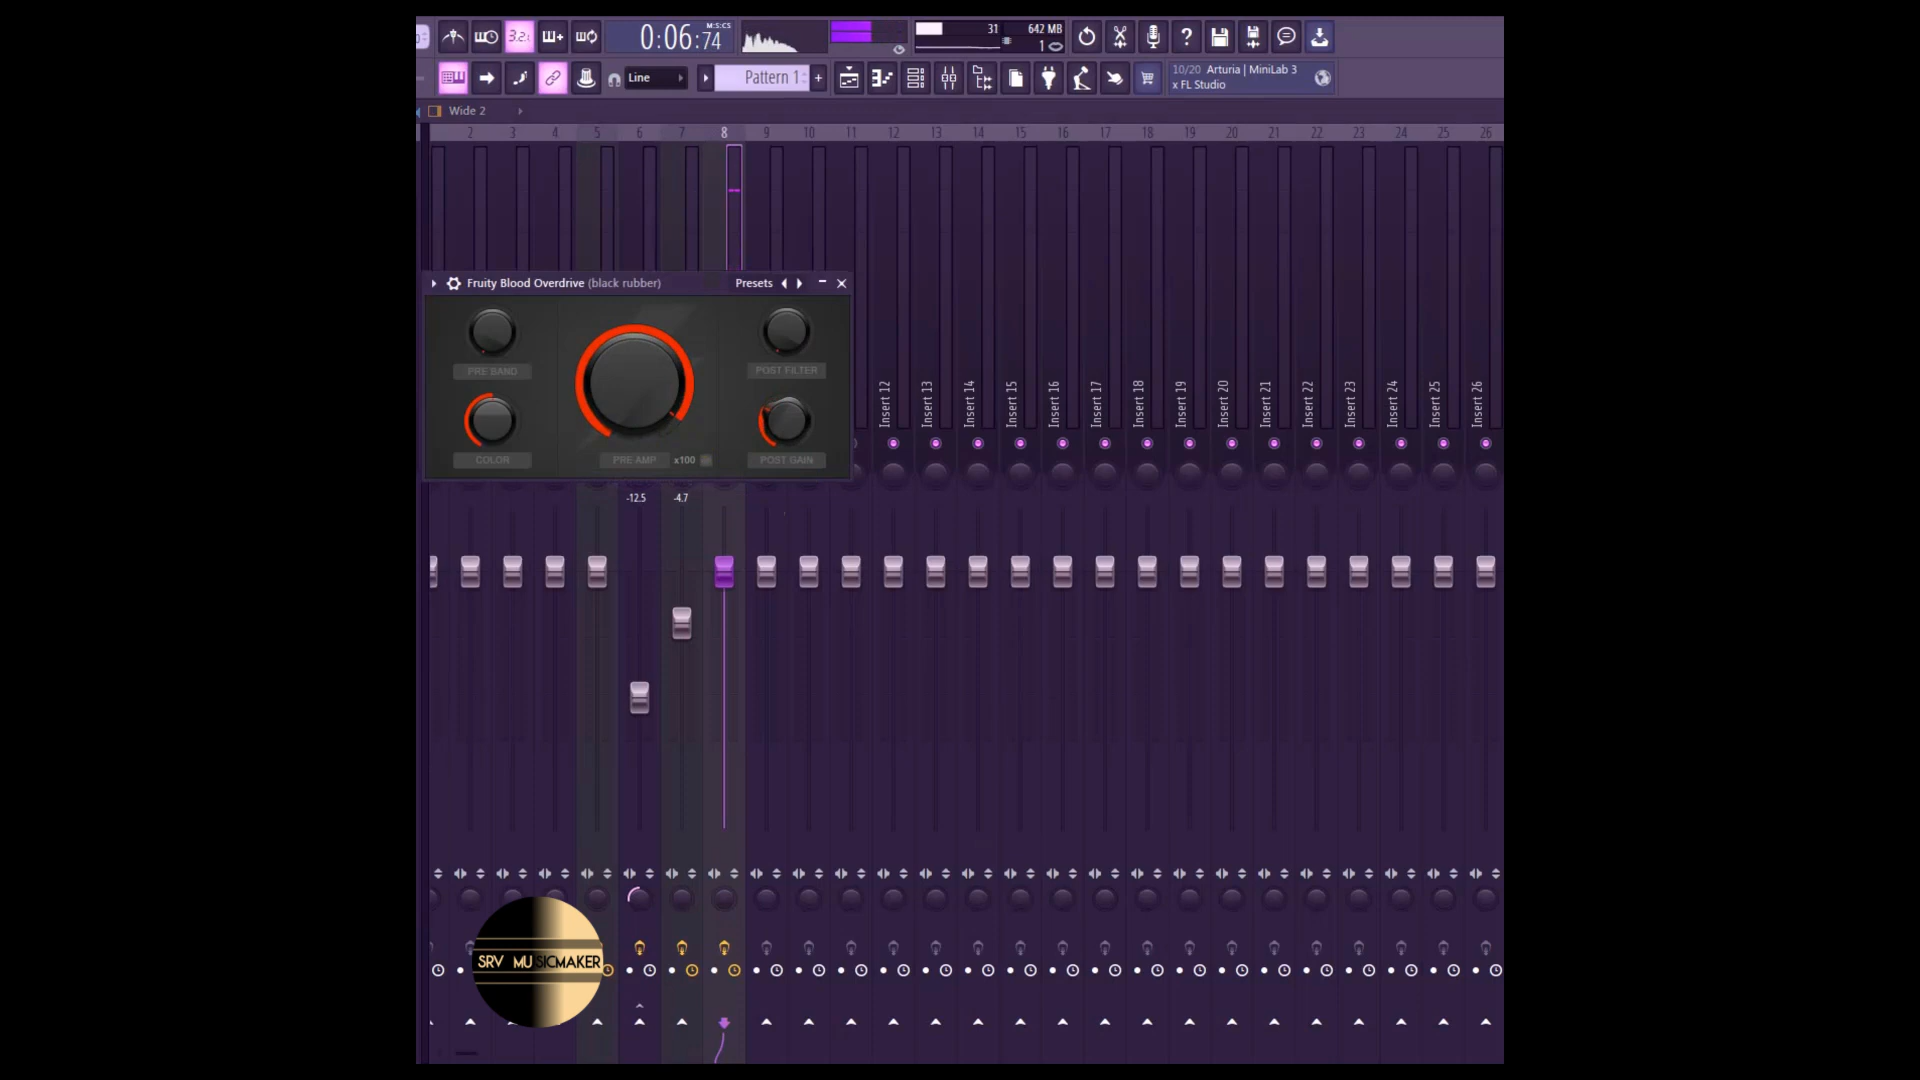 3.2.
0:06:74
M:S:CS
31
642 MB
1
Line
Pattern 1
10/20 Arturia | MiniLab 3
x FL Studio
Wide 2
2 3 4 5 6 7 8 9 10 11 12 13 14 15 16 17 18 19 20 21 22 23 24 25 26
Fruity Blood Overdrive (black rubber)
Presets
PRE BAND
POST FILTER
COLOR
PRE AMP
x100
POST GAIN
Insert 12
Insert 13
Insert 14
Insert 15
Insert 16
Insert 17
Insert 18
Insert 19
Insert 20
Insert 21
Insert 22
Insert 23
Insert 24
Insert 25
Insert 26
-12.5
-4.7
SRV MUSICMAKER